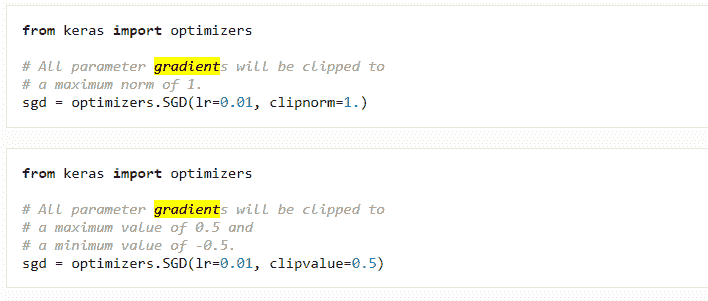 from keras import optimizers
# All parameter gradients will be clipped to
# a maximum norm of 1.
sgd = optimizers.SGD(lr=0.01, clipnorm=1.)
from keras import optimizers
# All parameter gradients will be clipped to
# a maximum value of 0.5 and
# a minimum value of -0.5.
sgd = optimizers.SGD(lr=0.01, clipvalue=0.5)